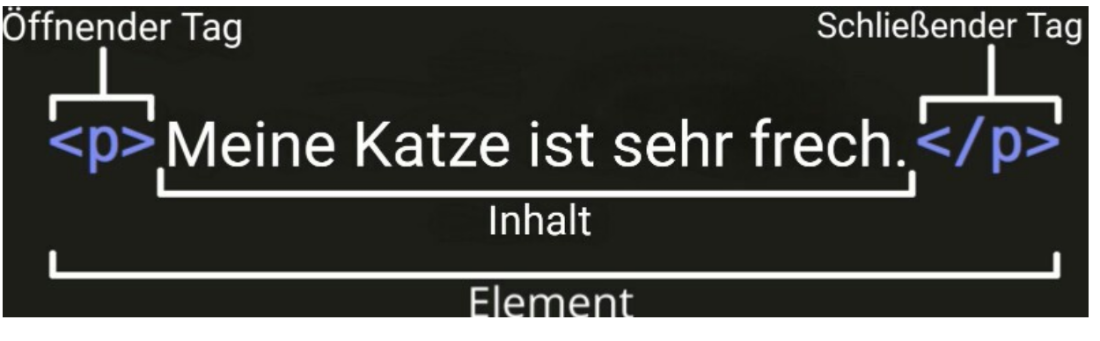 Öffnender Tag Schließender Tag
<p>Meine Katze ist sehr frech.</p>
Inhalt
Element